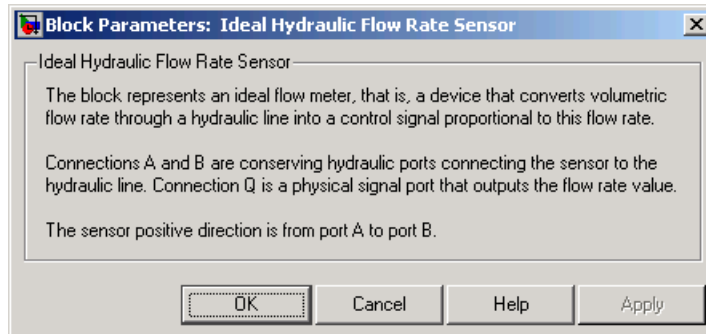 Block Parameters: Ideal Hydraulic Flow Rate Sensor
Ideal Hydraulic Flow Rate Sensor
The block represents an ideal flow meter, that is, a device that converts volumetric
flow rate through a hydraulic line into a control signal proportional to this flow rate.
Connections A and B are conserving hydraulic ports connecting the sensor to the
hydraulic line. Connection Q is a physical signal port that outputs the flow rate value.
The sensor positive direction is from port A to port B.
OK Cancel Help Apply